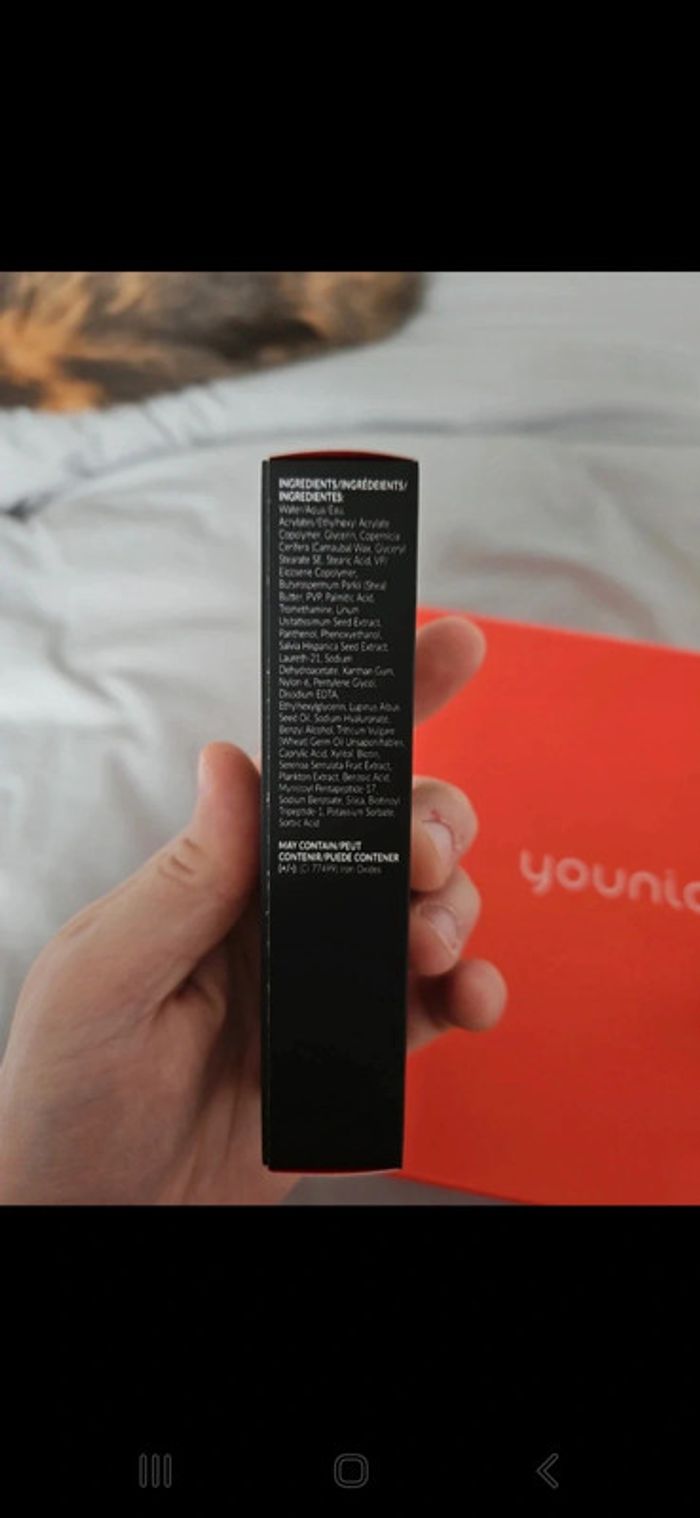 INGREDIENTS/INGRÉDEIENTS/
INGREDIENTES:
Water/Aqua/Eau,
Acrylates/Ethylhexyl Acrylate
Copolymer, Glycerin, Copernicia
Cerifera (Carnauba) Wax, Glyceryl
Stearate SE, Stearic Acid, VP/
Eicosene Copolymer,
Butyrospermum Parkii (Shea)
Butter, PVP, Palmitic Acid,
Tromethamine, Linum
Usitatissimum Seed Extract,
Panthenol, Phenoxyethanol,
Salvia Hispanica Seed Extract,
Laureth-21, Sodium
Dehydroacetate, Xanthan Gum,
Nylon-6, Pentylene Glycol,
Disodium EDTA,
Ethylhexylglycerin, Lupinus Albus
Seed Oil, Sodium Hyaluronate,
Benzyl Alcohol, Triticum Vulgare
(Wheat) Germ Oil Unsaponifiables,
Caprylic Acid, Xylitol, Biotin,
Serenoa Serrulata Fruit Extract,
Plankton Extract, Benzoic Acid,
Myristoyl Pentapeptide-17,
Sodium Benzoate, Silica, Biotinoyl
Tripeptide-1, Potassium Sorbate,
Sorbic Acid
MAY CONTAIN/PEUT
CONTENIR/PUEDE CONTENER
(+/-): (CI 77499) Iron Oxides
youni